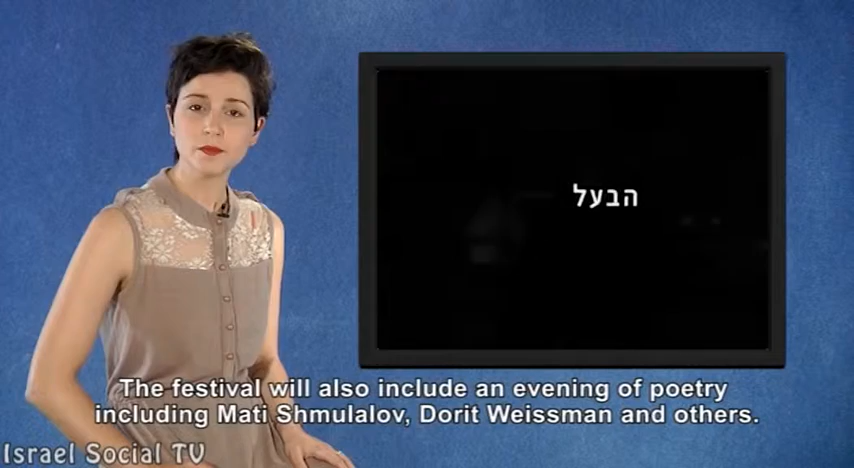 הבעל
The festival will also include an evening of poetry
including Mati Shmulalov, Dorit Weissman and others.
Israel Social TV